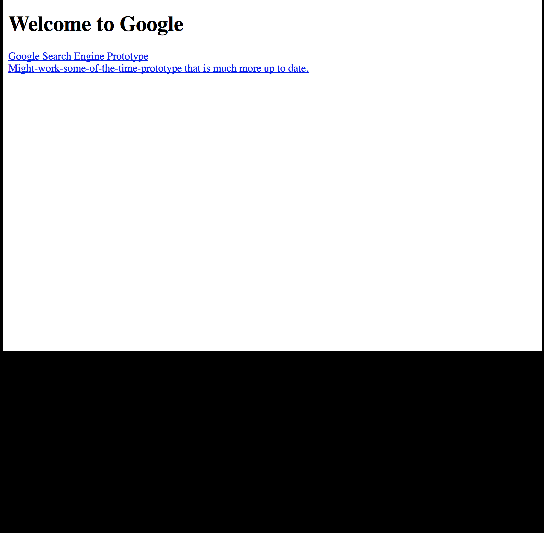 Welcome to Google
Google Search Engine Prototype
Might-work-some-of-the-time-prototype that is much more up to date.